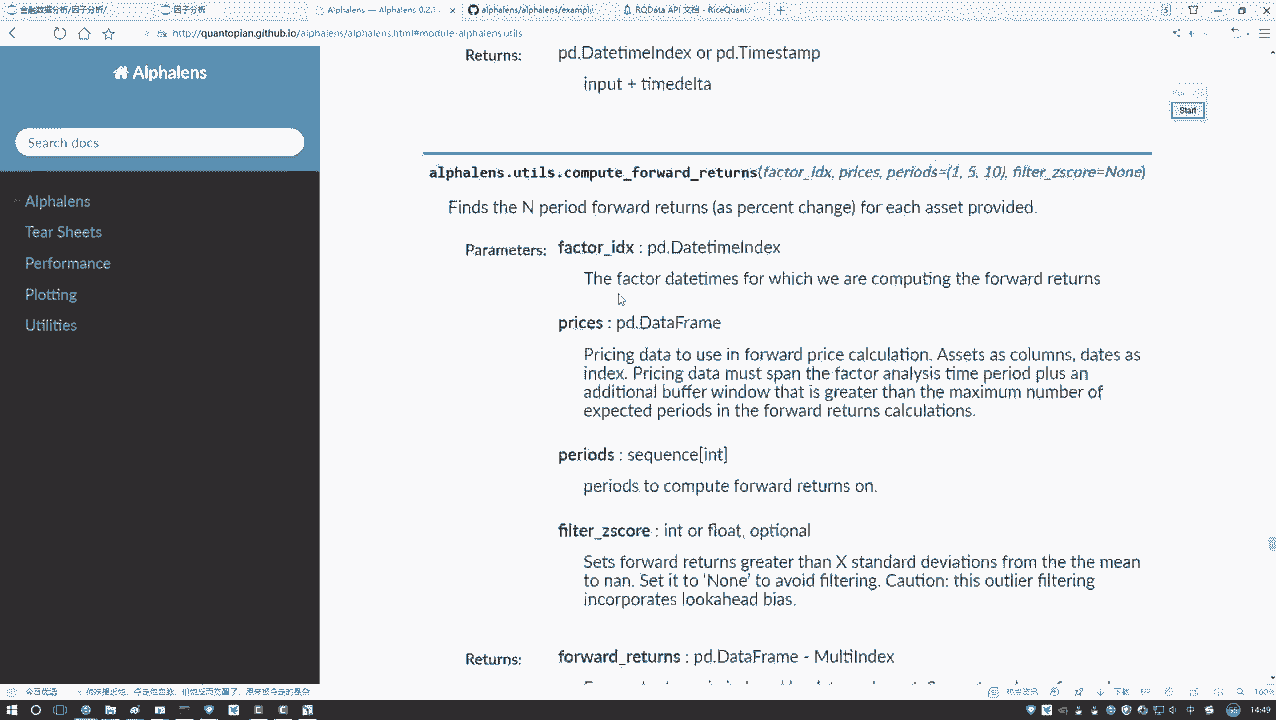 金融数据分析/因子分析/
因子分析
Alphalens — Alphalens 0.2.1
alphalens/alphalens/example
RQData API 文档 - RiceQuant
http://quantopian.github.io/alphalens/alphalens.html#module-alphalens.utils
Alphalens
Search docs
Alphalens
Tear Sheets
Performance
Plotting
Utilities
Returns:
pd.DatetimeIndex or pd.Timestamp
input + timedelta
Start
alphalens.utils.compute_forward_returns(factor_idx, prices, periods=(1, 5, 10), filter_zscore=None)
Finds the N period forward returns (as percent change) for each asset provided.
Parameters:
factor_idx : pd.DatetimeIndex
The factor datetimes for which we are computing the forward returns
prices : pd.DataFrame
Pricing data to use in forward price calculation. Assets as columns, dates as
index. Pricing data must span the factor analysis time period plus an
additional buffer window that is greater than the maximum number of
expected periods in the forward returns calculations.
periods : sequence[int]
periods to compute forward returns on.
filter_zscore : int or float, optional
Sets forward returns greater than X standard deviations from the the mean
to nan. Set it to ‘None’ to avoid filtering. Caution: this outlier filtering
incorporates lookahead bias.
Returns:
forward_returns : pd.DataFrame - MultiIndex
今日优选
下载
160%
中
14:49